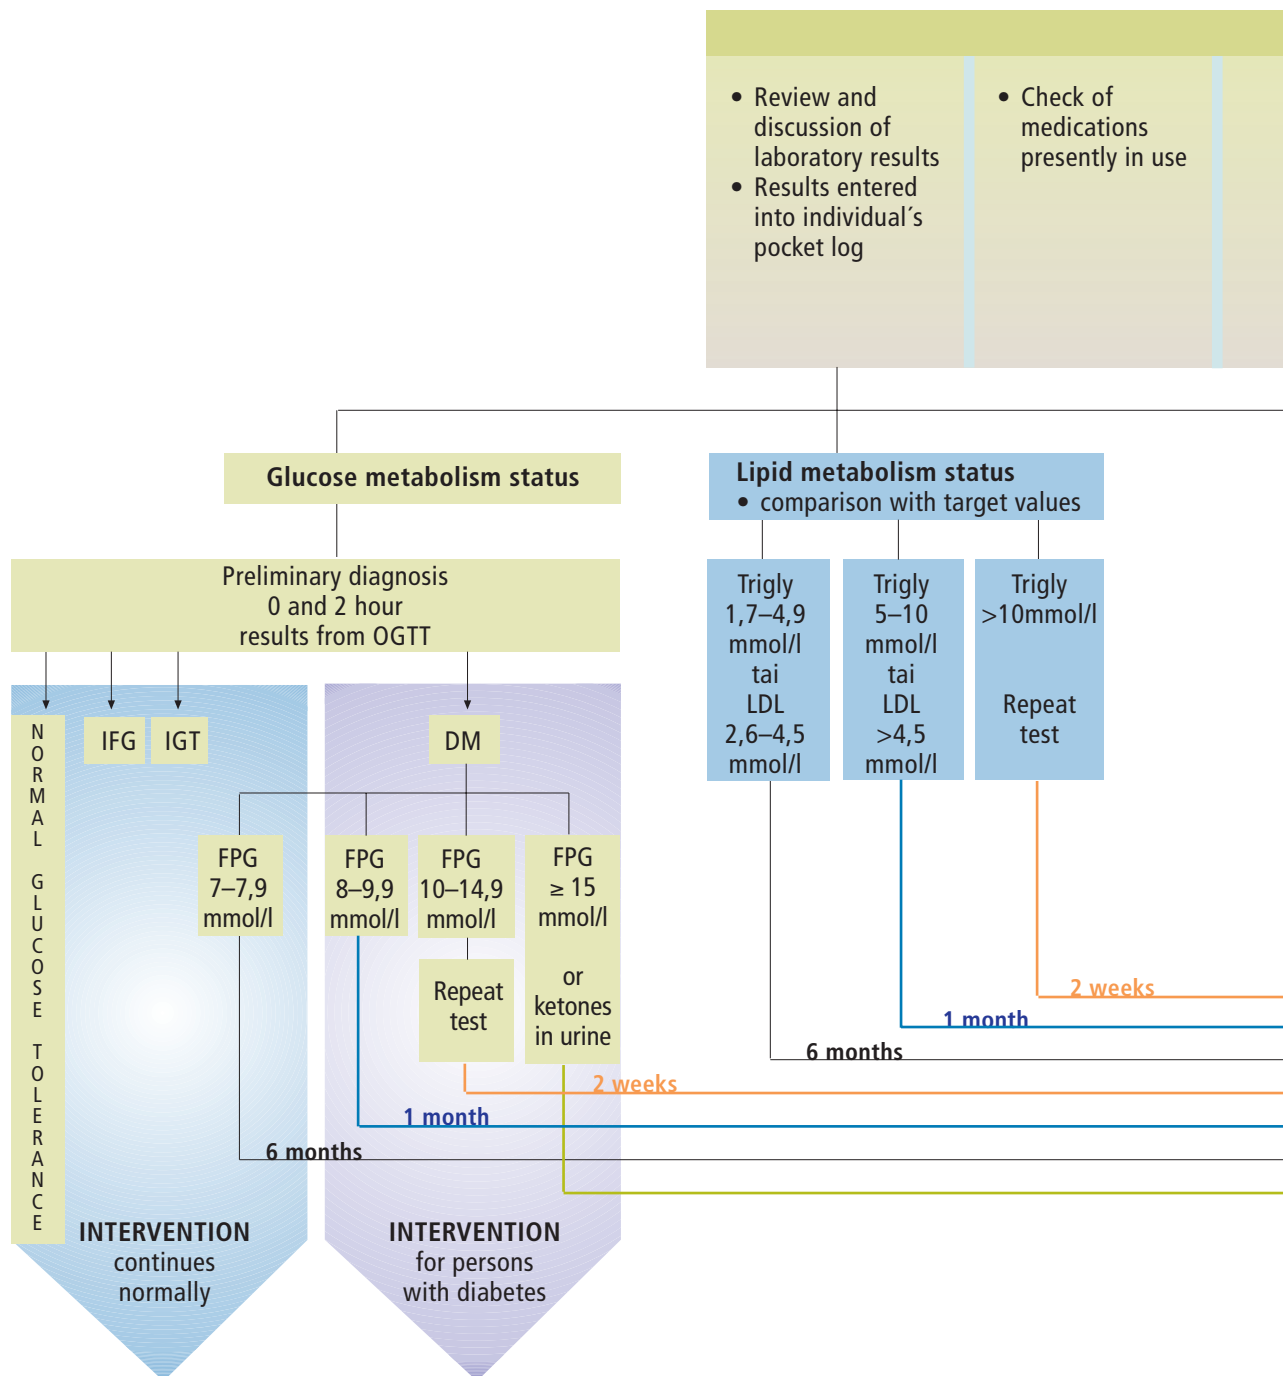 • Review and
discussion of
laboratory results
• Results entered
into individual´s
pocket log
• Check of
medications
presently in use
Glucose metabolism status
Lipid metabolism status
• comparison with target values
Preliminary diagnosis
0 and 2 hour
results from OGTT
Trigly
1,7–4,9
mmol/l
tai
LDL
2,6–4,5
mmol/l
Trigly
5–10
mmol/l
tai
LDL
>4,5
mmol/l
Trigly
>10mmol/l
Repeat
test
NORMAL GLUCOSE TOLERANCE
IFG
IGT
DM
FPG
7–7,9
mmol/l
FPG
8–9,9
mmol/l
FPG
10–14,9
mmol/l
FPG
≥ 15
mmol/l
or
ketones
in urine
Repeat
test
2 weeks
1 month
6 months
2 weeks
1 month
6 months
INTERVENTION
continues
normally
INTERVENTION
for persons
with diabetes